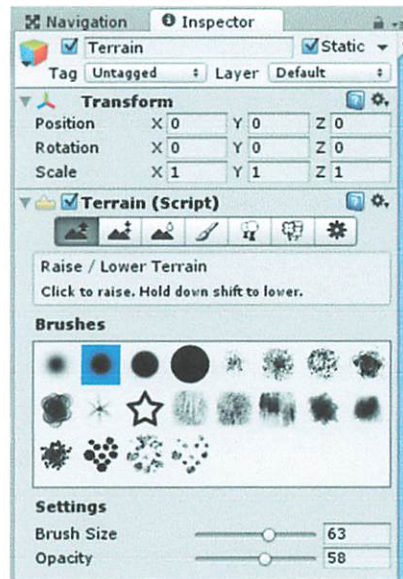 Navigation Inspector
Terrain Static
Tag Untagged Layer Default
Transform
Position X 0 Y 0 Z 0
Rotation X 0 Y 0 Z 0
Scale X 1 Y 1 Z 1
Terrain (Script)
Raise / Lower Terrain
Click to raise. Hold down shift to lower.
Brushes
Settings
Brush Size 63
Opacity 58